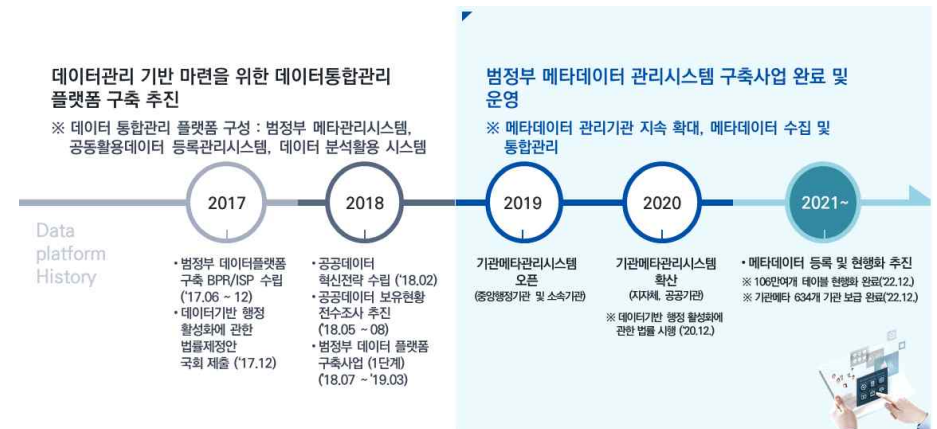 데이터관리 기반 마련을 위한 데이터통합관리
플랫폼 구축 추진
※ 데이터 통합관리 플랫폼 구성 : 범정부 메타관리시스템,
공동활용데이터 등록관리시스템, 데이터 분석활용 시스템
범정부 메타데이터 관리시스템 구축사업 완료 및
운영
※ 메타데이터 관리기관 지속 확대, 메타데이터 수집 및
통합관리
Data
platform
History
2017
• 범정부 데이터플랫폼
구축 BPR/ISP 수립
('17.06 ~ 12)
• 데이터기반 행정
활성화에 관한
법률제정안
국회 제출 ('17.12)
2018
• 공공데이터
혁신전략 수립 ('18.02)
• 공공데이터 보유현황
전수조사 추진
('18.05 ~ 08)
• 범정부 데이터 플랫폼
구축사업 (1단계)
('18.07 ~ '19.03)
2019
기관메타관리시스템
오픈
(중앙행정기관 및 소속기관)
2020
기관메타관리시스템
확산
(지자체, 공공기관)
※ 데이터기반 행정 활성화에
관한 법률 시행 ('20.12.)
2021~
• 메타데이터 등록 및 현행화 추진
※ 106만여개 테이블 현행화 완료('22.12.)
※ 기관메타 634개 기관 보급 완료('22.12.)